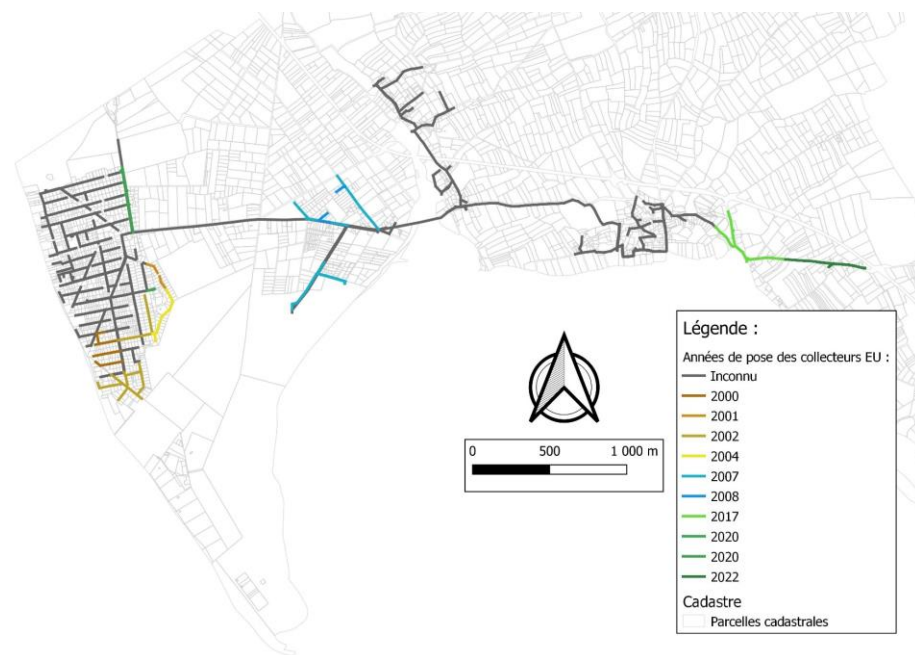 0 500 1 000 m
Légende :
Années de pose des collecteurs EU :
Inconnu
2000
2001
2002
2004
2007
2008
2017
2020
2020
2022
Cadastre
Parcelles cadastrales